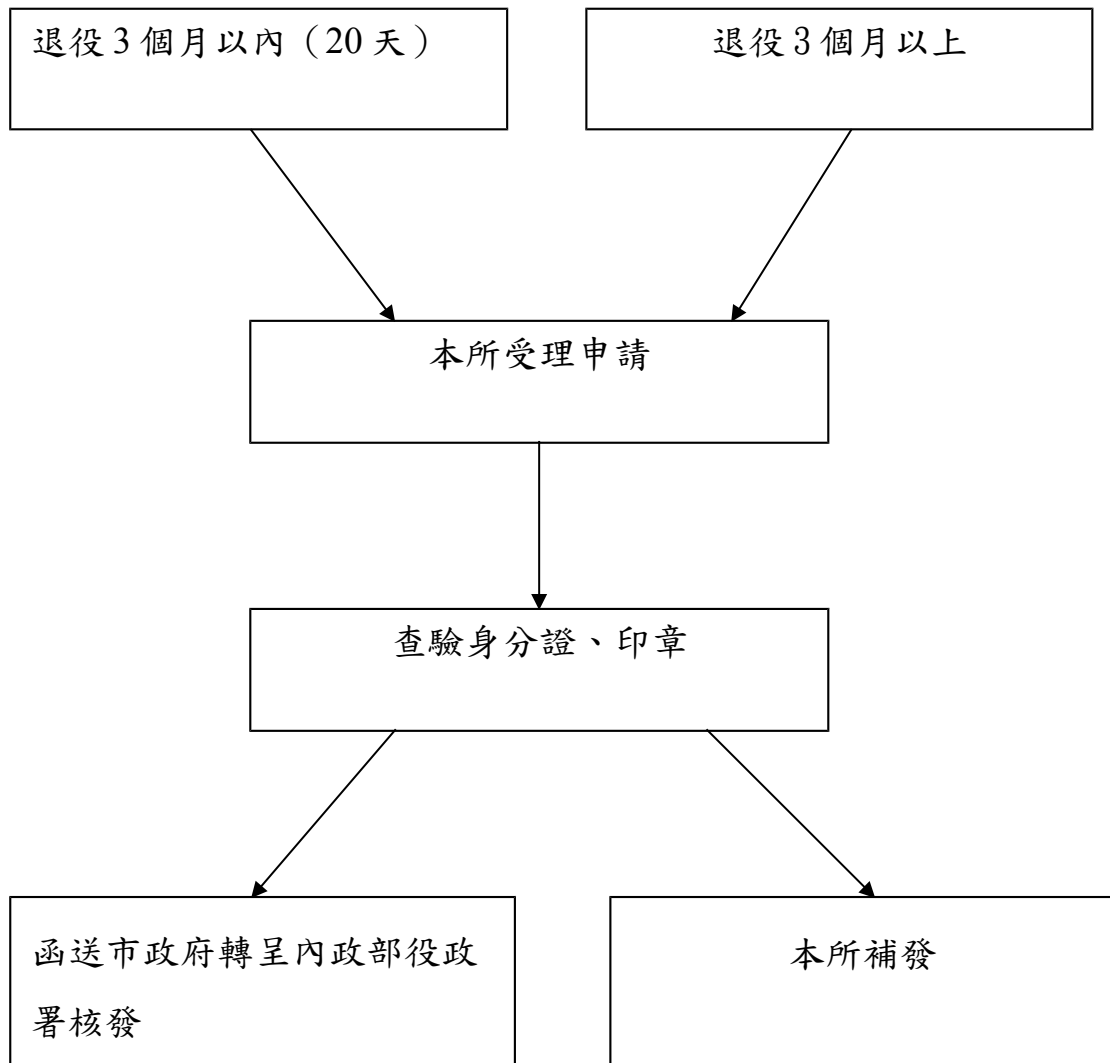 退役3個月以內（20天）
退役3個月以上
本所受理申請
查驗身分證、印章
函送市政府轉呈內政部役政
署核發
本所補發